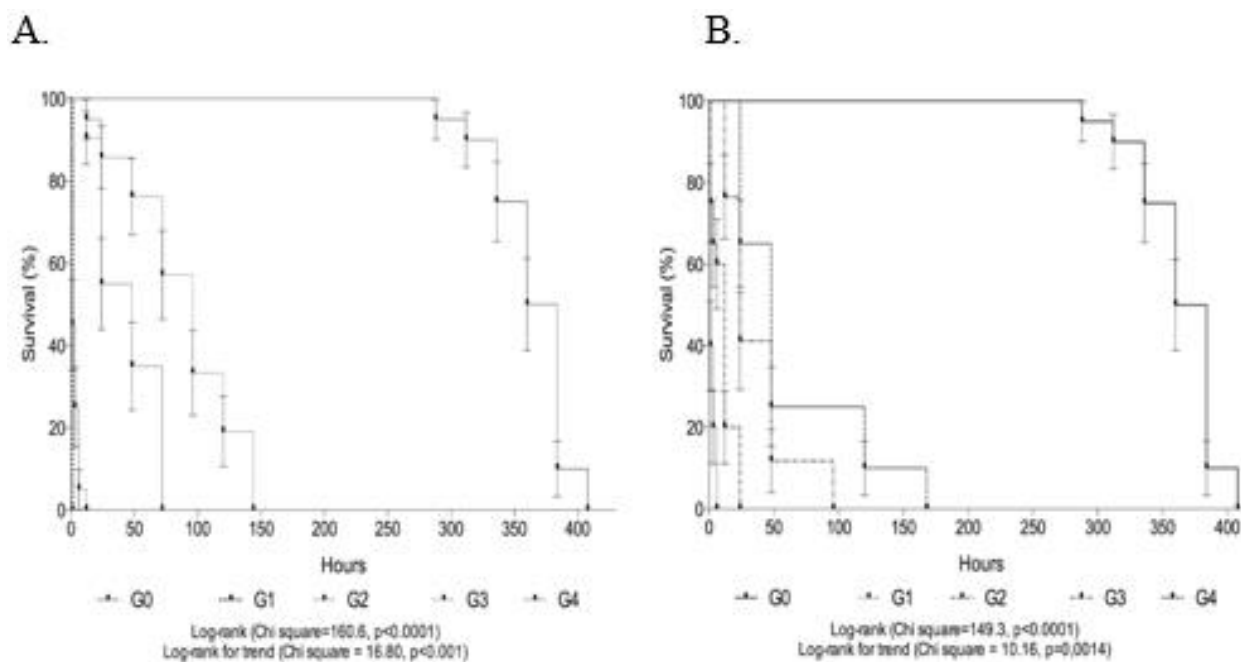 A.
B.
100
80
60
40
20
0
Survival (%)
0 50 100 150 200 250 300 350 400
Hours
G0 G1 G2 G3 G4
Log-rank (Chi square=160.6, p<0.0001)
Log-rank for trend (Chi square = 16.80, p<0.001)
100
80
60
40
20
0
Survival (%)
0 50 100 150 200 250 300 350 400
Hours
G0 G1 G2 G3 G4
Log-rank (Chi square=149.3, p<0.0001)
Log-rank for trend (Chi square = 10.16, p=0,0014)